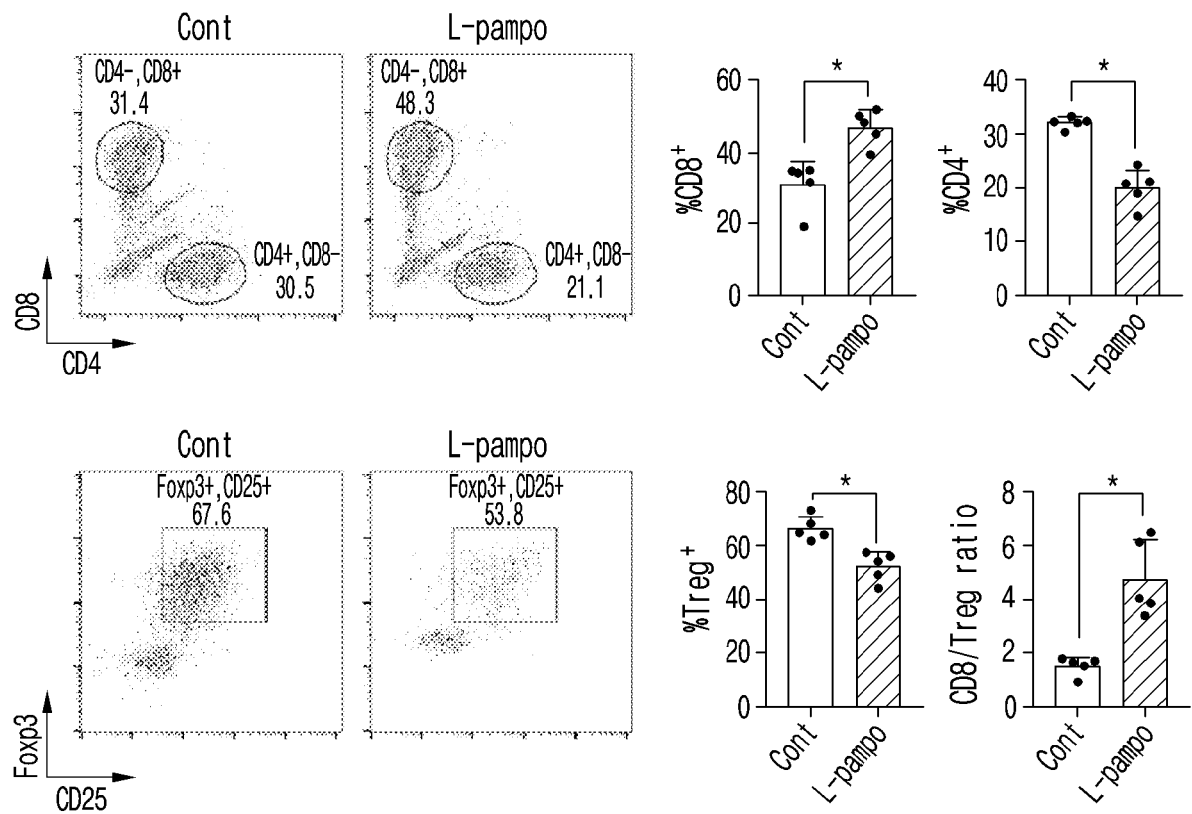 Cont
L-pampo
CD4-,CD8+
31.4
CD4+,CD8-
30.5
CD4-,CD8+
48.3
CD4+,CD8-
21.1
CD8
CD4
%CD8+
60
40
20
0
*
Cont
L-pampo
%CD4+
40
30
20
10
0
*
Cont
L-pampo
Cont
L-pampo
Foxp3+,CD25+
67.6
Foxp3+,CD25+
53.8
Foxp3
CD25
%Treg+
80
60
40
20
0
*
Cont
L-pampo
CD8/Treg ratio
8
6
4
2
0
*
Cont
L-pampo